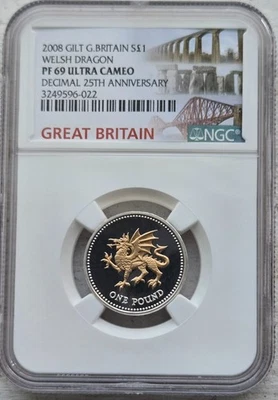 2008 GILT G.BRITAIN S£1
WELSH DRAGON
PF 69 ULTRA CAMEO
DECIMAL 25TH ANNIVERSARY
3249596-022
GREAT BRITAIN
NGC
ONE POUND